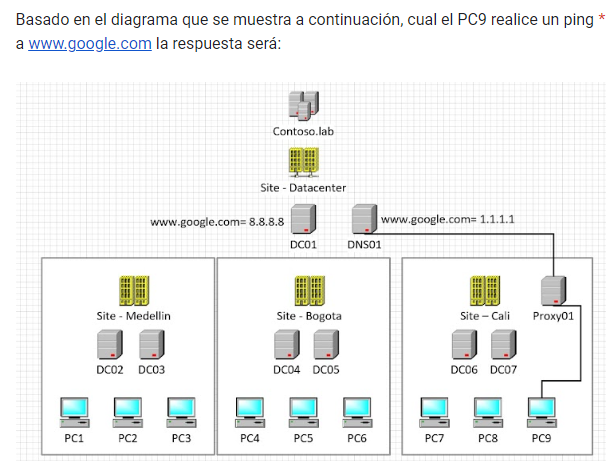 Basado en el diagrama que se muestra a continuación, cual el PC9 realice un ping *
a www.google.com la respuesta será:
Contoso.lab
Site - Datacenter
www.google.com= 8.8.8.8
www.google.com= 1.1.1.1
DC01
DNS01
Site - Medellin
Site - Bogota
Site – Cali
Proxy01
DC02
DC03
DC04
DC05
DC06
DC07
PC1
PC2
PC3
PC4
PC5
PC6
PC7
PC8
PC9